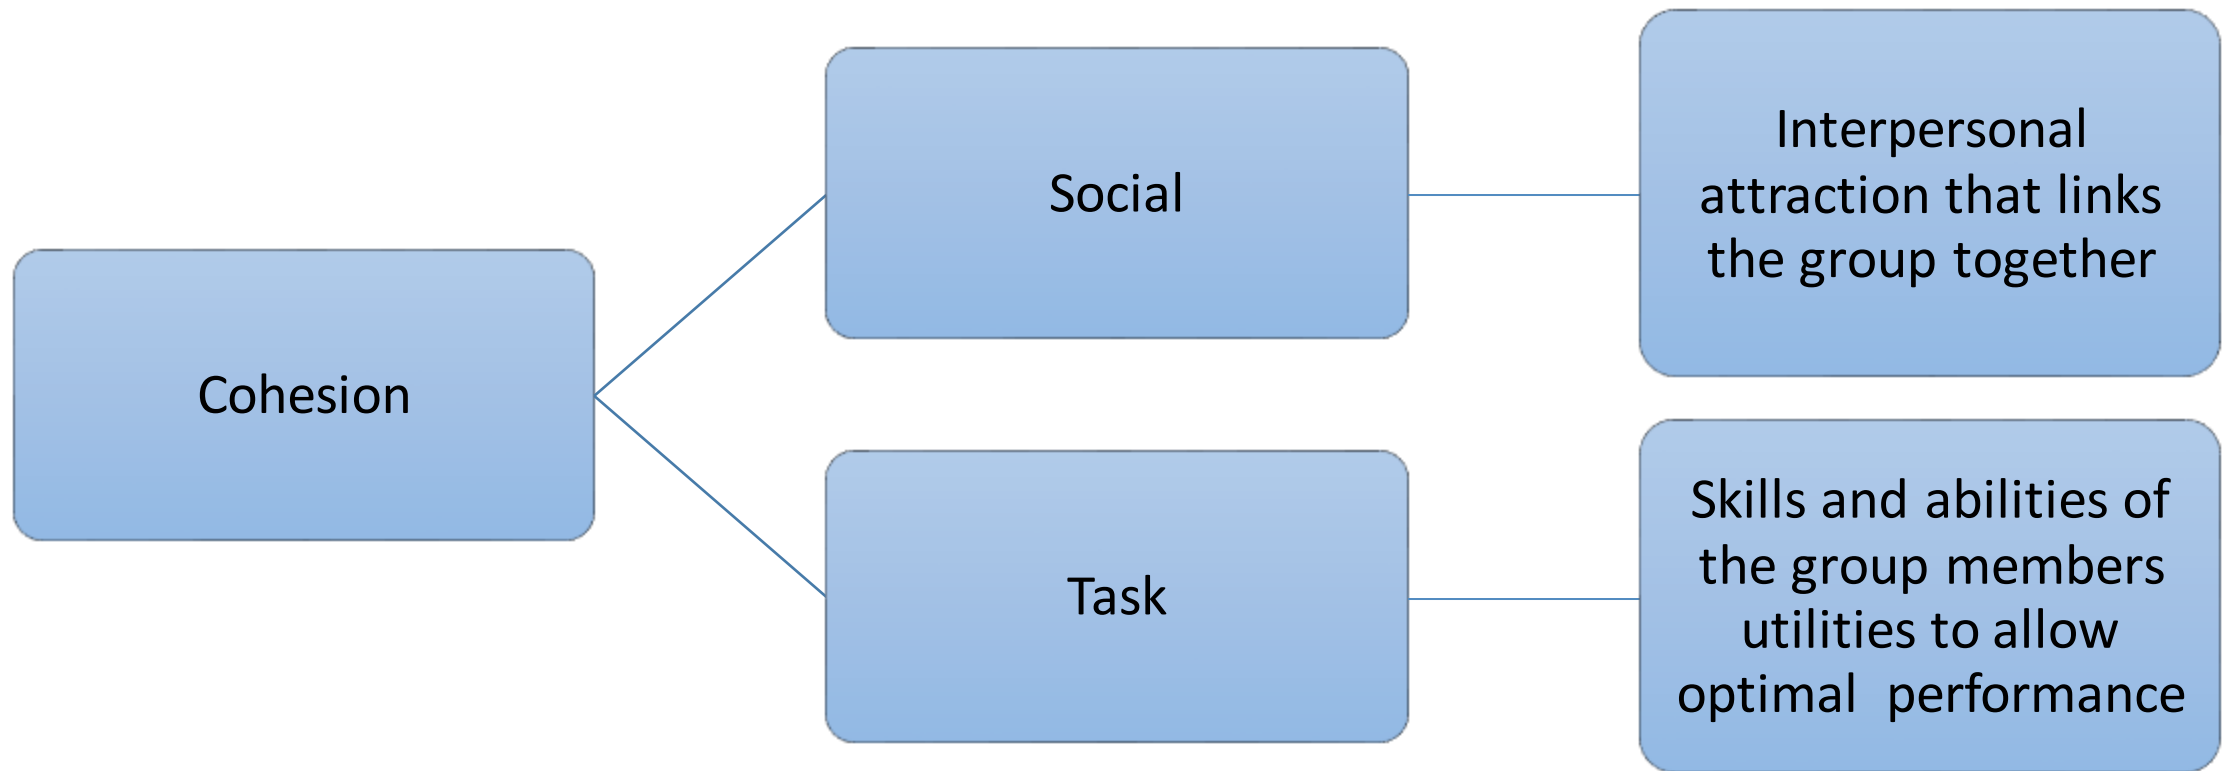 Cohesion
Social
Interpersonal
attraction that links
the group together
Task
Skills and abilities of
the group members
utilities to allow
optimal  performance